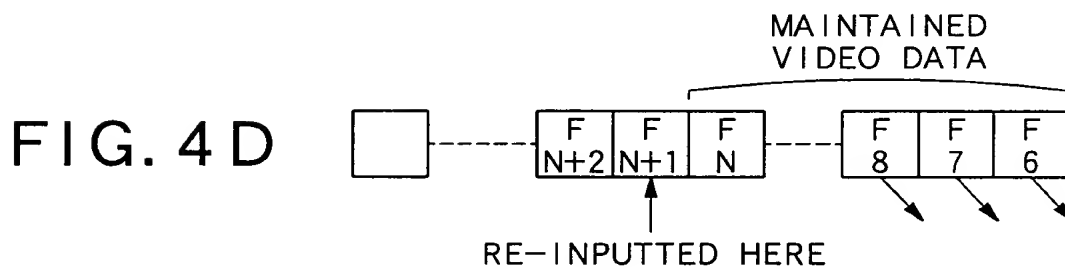 MAINTAINED
VIDEO DATA
FIG. 4D
F F F F F F
N+2 N+1 N 8 7 6
RE-INPUTTED HERE